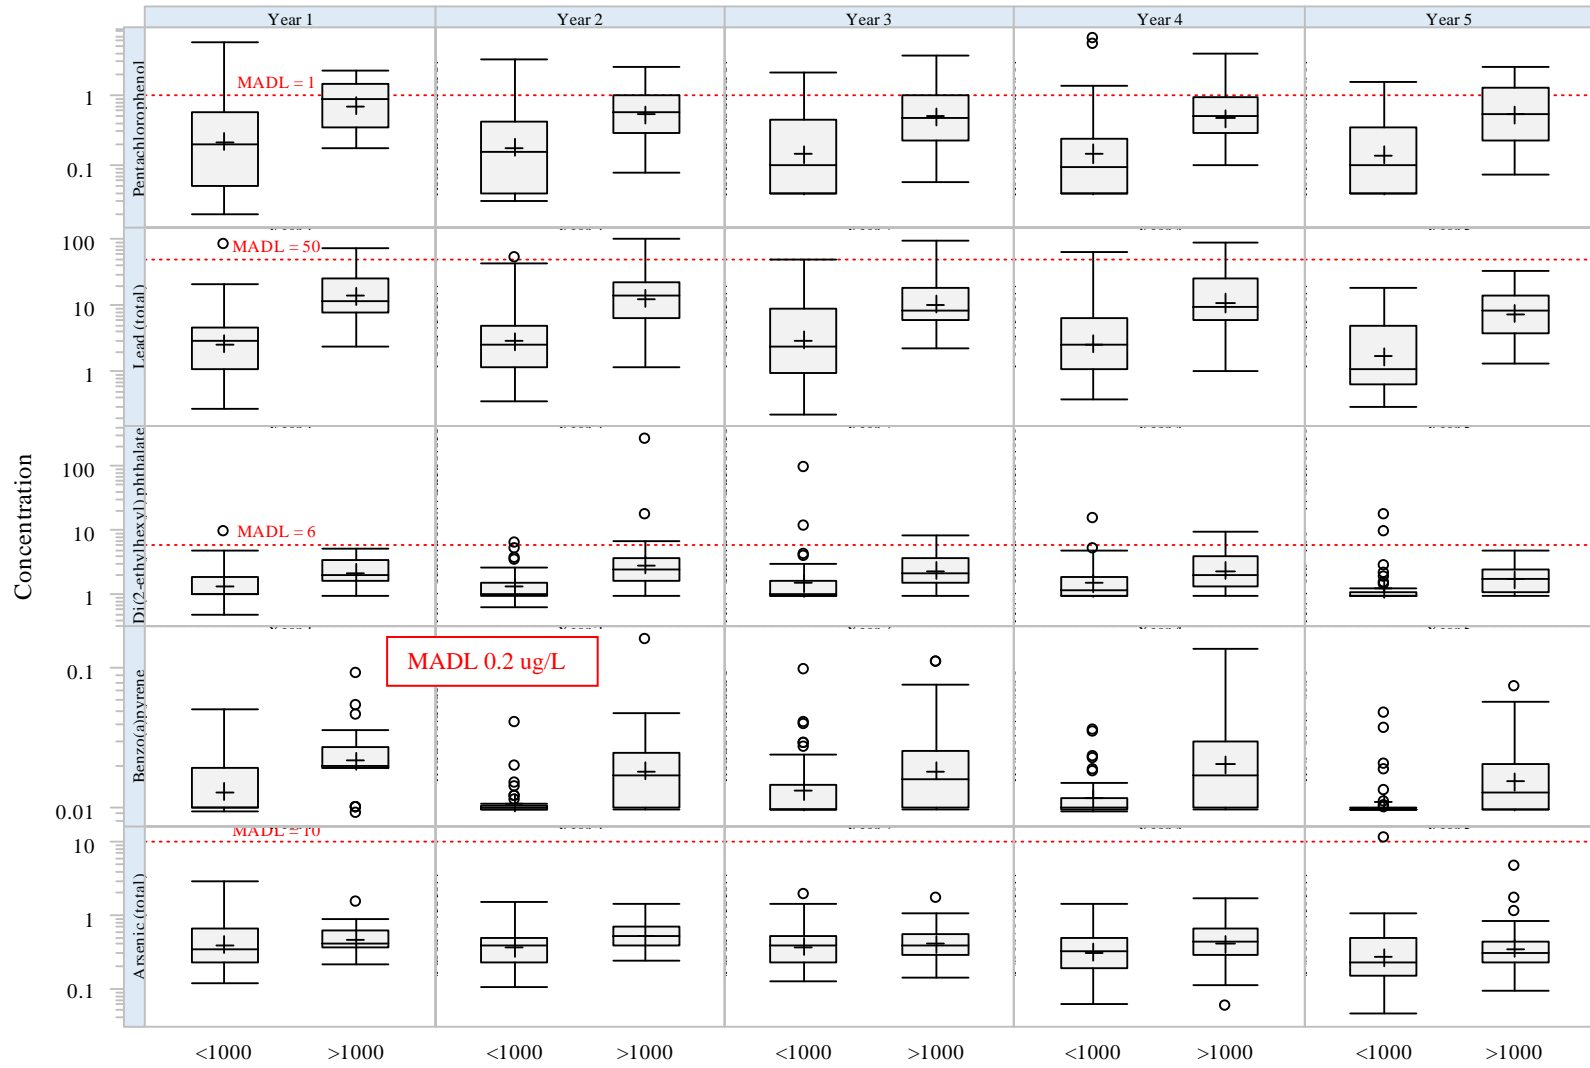 Year 1 Year 2 Year 3 Year 4 Year 5
Pentachlorophenol
MADL = 1
1
0.1
Lead (total)
MADL = 50
100
10
1
Di(2-ethylhexyl) phthalate
MADL = 6
100
10
1
Concentration
Benzo(a)pyrene
MADL 0.2 ug/L
0.1
0.01
Arsenic (total)
MADL = 10
10
1
0.1
<1000 >1000 <1000 >1000 <1000 >1000 <1000 >1000 <1000 >1000